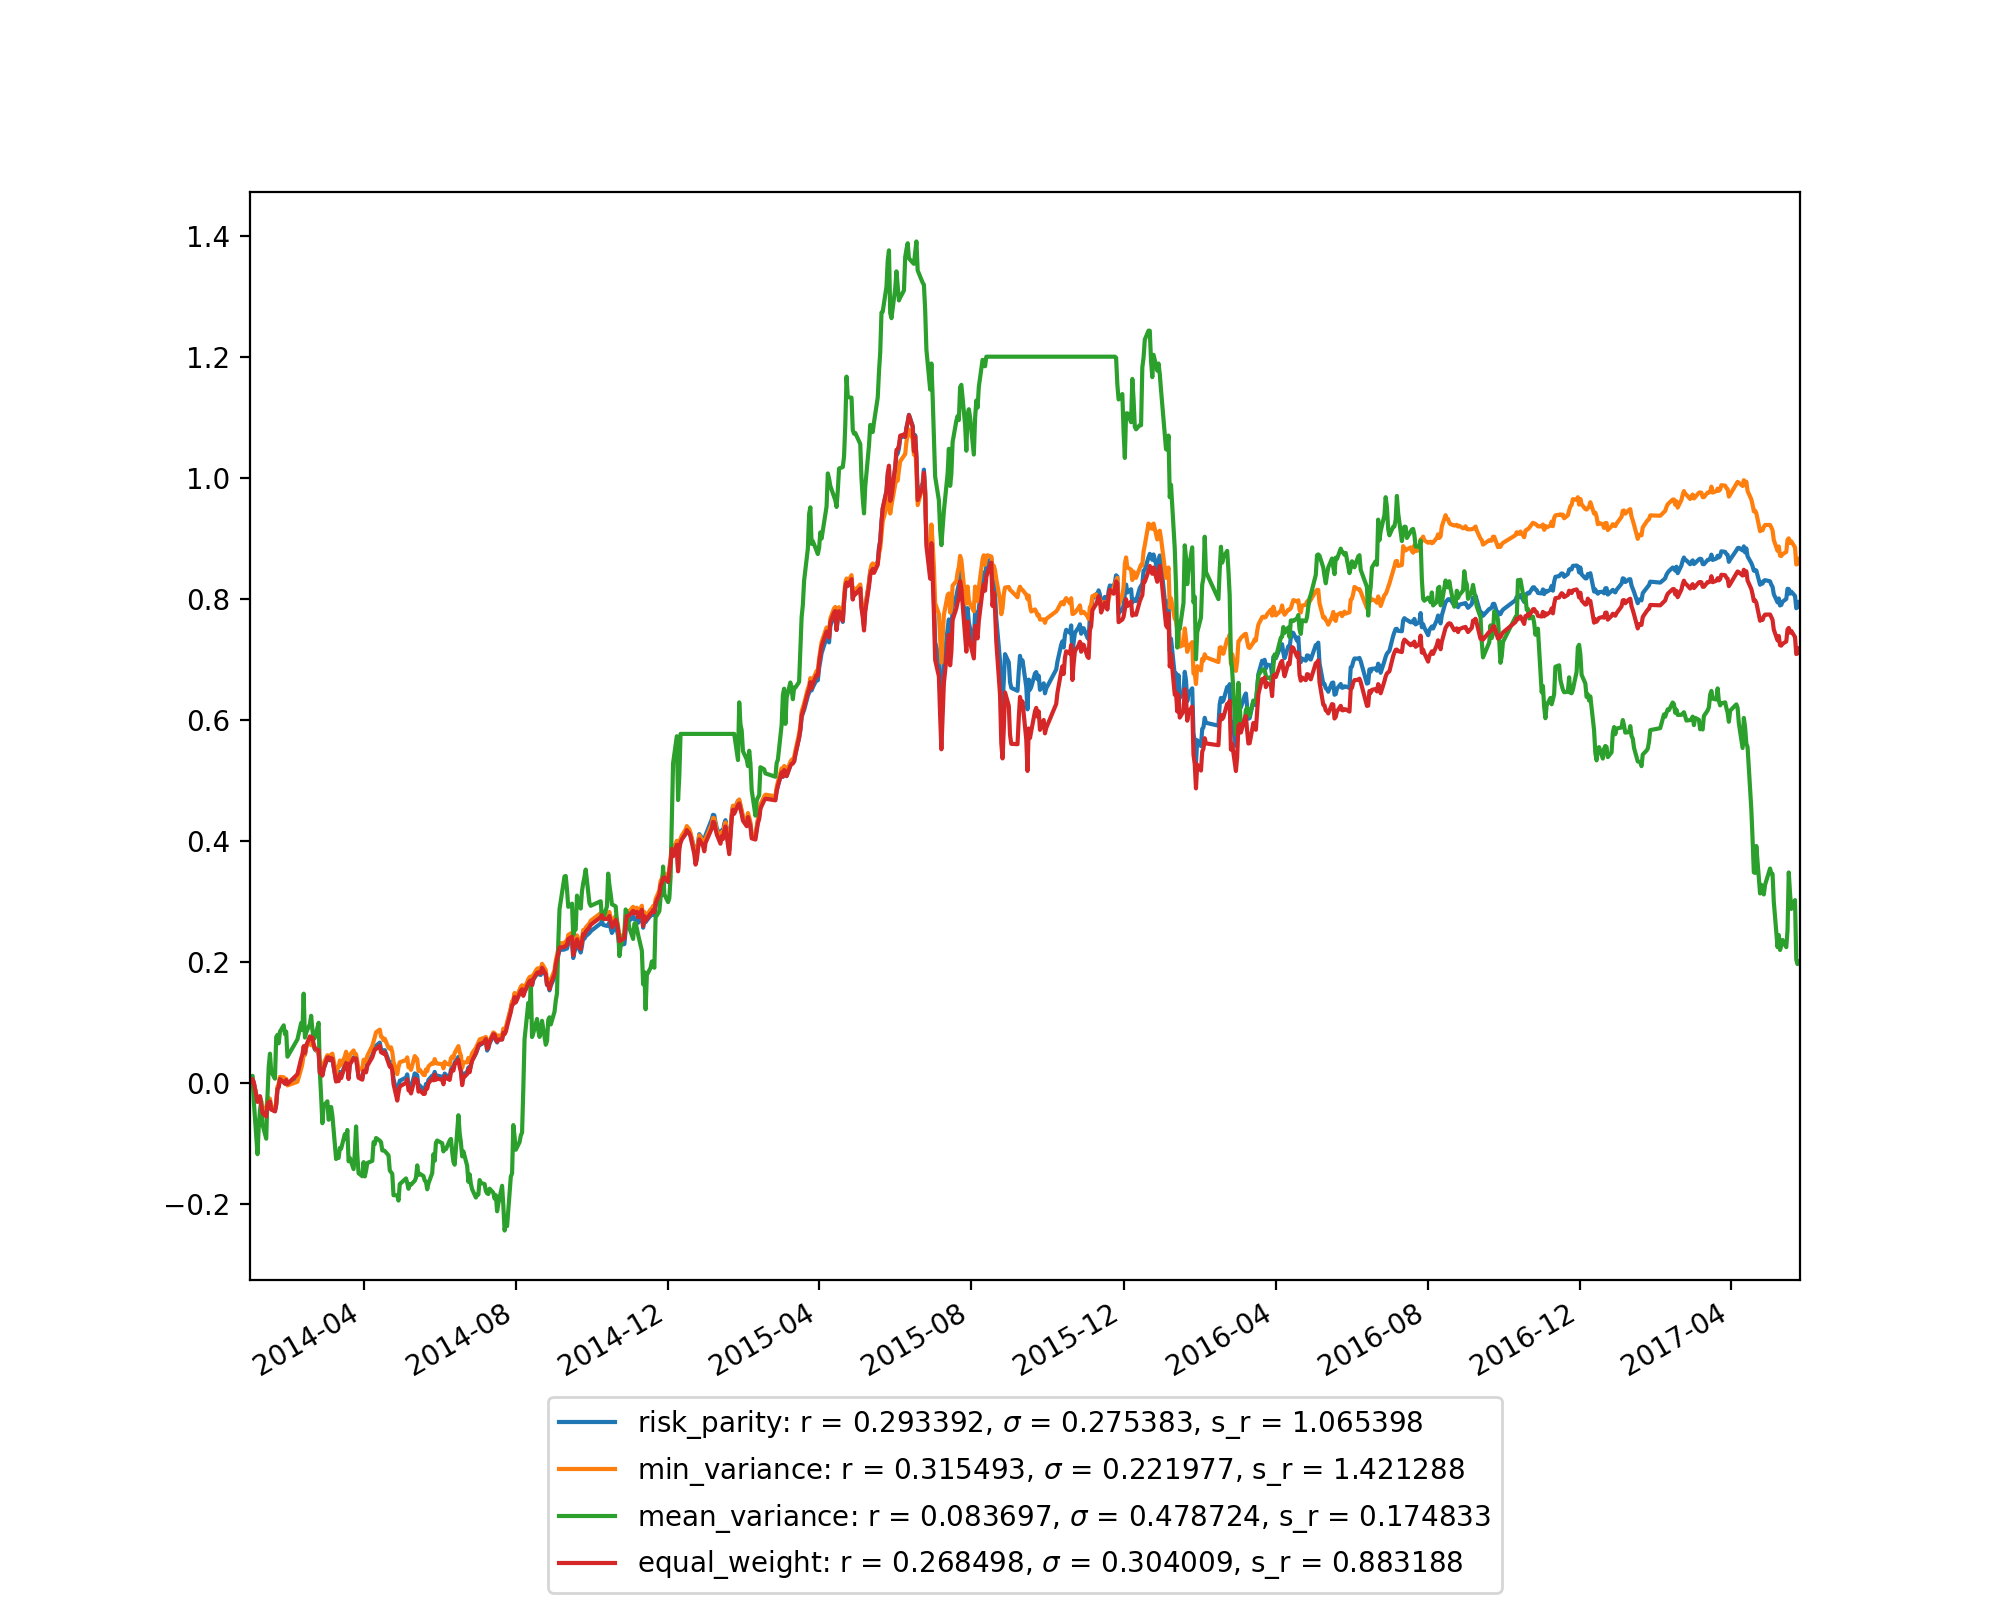 1.4
1.2
1.0
0.8
0.6
0.4
0.2
0.0
−0.2
2014-04 2014-08 2014-12 2015-04 2015-08 2015-12 2016-04 2016-08 2016-12 2017-04
risk_parity: r = 0.293392, σ = 0.275383, s_r = 1.065398
min_variance: r = 0.315493, σ = 0.221977, s_r = 1.421288
mean_variance: r = 0.083697, σ = 0.478724, s_r = 0.174833
equal_weight: r = 0.268498, σ = 0.304009, s_r = 0.883188